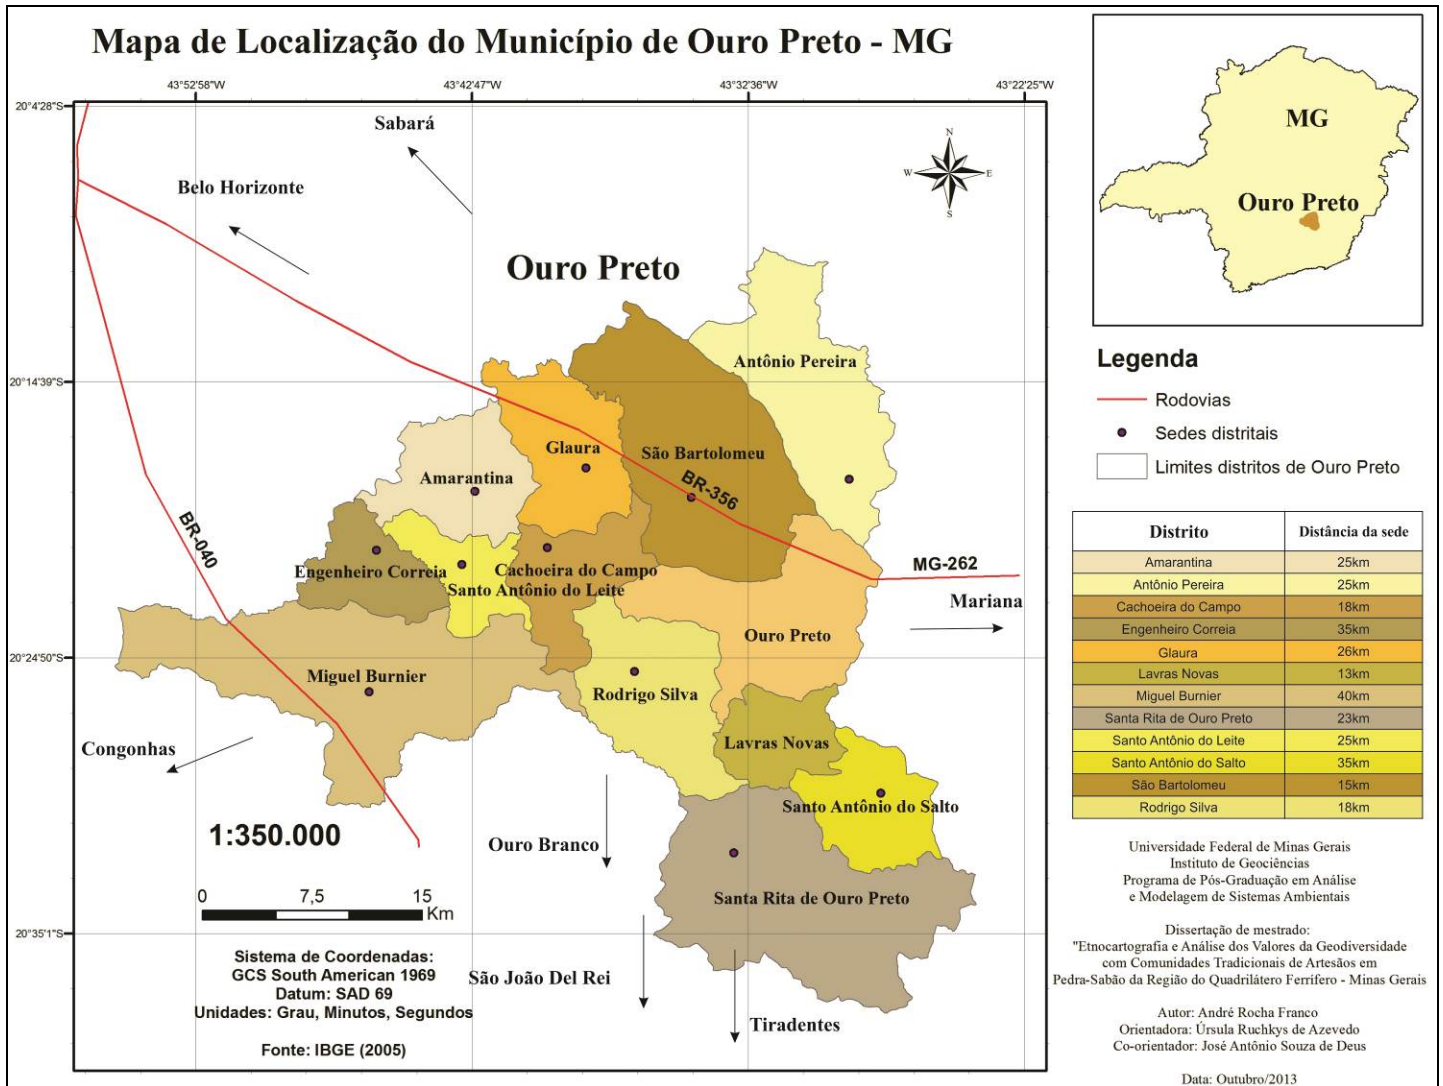 Mapa de Localização do Município de Ouro Preto - MG
43°52'58"W
43°42'47"W
43°32'36"W
43°22'25"W
20°4'28"S
20°14'39"S
20°24'50"S
20°35'1"S
Sabará
Belo Horizonte
Ouro Preto
N
W
E
S
Antônio Pereira
Glaura
São Bartolomeu
Amarantina
BR-356
BR-040
Engenheiro Correia
Cachoeira do Campo
Santo Antônio do Leite
MG-262
Mariana
Ouro Preto
Miguel Burnier
Rodrigo Silva
Lavras Novas
Congonhas
Santo Antônio do Salto
Ouro Branco
Santa Rita de Ouro Preto
São João Del Rei
Tiradentes
1:350.000
0 7,5 15
Km
Sistema de Coordenadas:
GCS South American 1969
Datum: SAD 69
Unidades: Grau, Minutos, Segundos
Fonte: IBGE (2005)
MG
Ouro Preto
Legenda
Rodovias
Sedes distritais
Limites distritos de Ouro Preto
Distrito Distância da sede
Amarantina 25km
Antônio Pereira 25km
Cachoeira do Campo 18km
Engenheiro Correia 35km
Glaura 26km
Lavras Novas 13km
Miguel Burnier 40km
Santa Rita de Ouro Preto 23km
Santo Antônio do Leite 25km
Santo Antônio do Salto 35km
São Bartolomeu 15km
Rodrigo Silva 18km
Universidade Federal de Minas Gerais
Instituto de Geociências
Programa de Pós-Graduação em Análise
e Modelagem de Sistemas Ambientais
Dissertação de mestrado:
"Etnocartografia e Análise dos Valores da Geodiversidade
com Comunidades Tradicionais de Artesãos em
Pedra-Sabão da Região do Quadrilátero Ferrífero - Minas Gerais
Autor: André Rocha Franco
Orientadora: Úrsula Ruchkys de Azevedo
Co-orientador: José Antônio Souza de Deus
Data: Outubro/2013